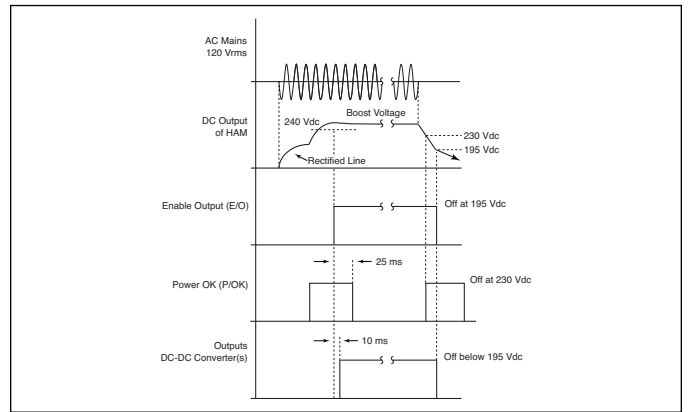 AC Mains
120 Vrms
DC Output
of HAM
240 Vdc
Boost Voltage
Rectified Line
230 Vdc
195 Vdc
Enable Output (E/O)
Off at 195 Vdc
25 ms
Power OK (P/OK)
Off at 230 Vdc
10 ms
Outputs
DC-DC Converter(s)
Off below 195 Vdc